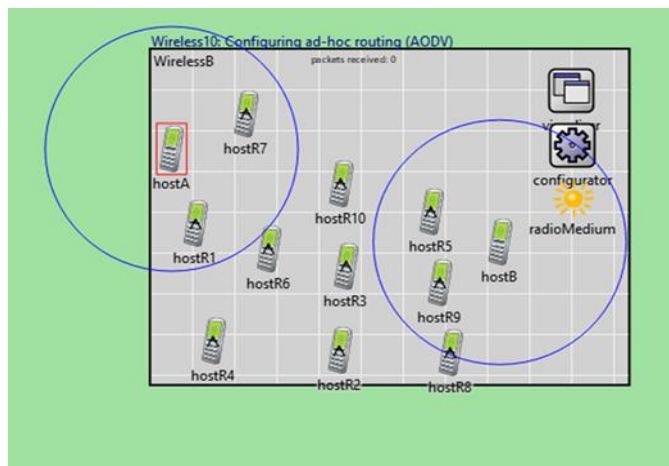 Wireless10: Configuring ad-hoc routing (AODV)
WirelessB
packets received: 0
visualizer
hostR7
hostA
configurator
hostR10
radioMedium
hostR5
hostR1
hostB
hostR6
hostR3
hostR9
hostR4
hostR2
hostR8